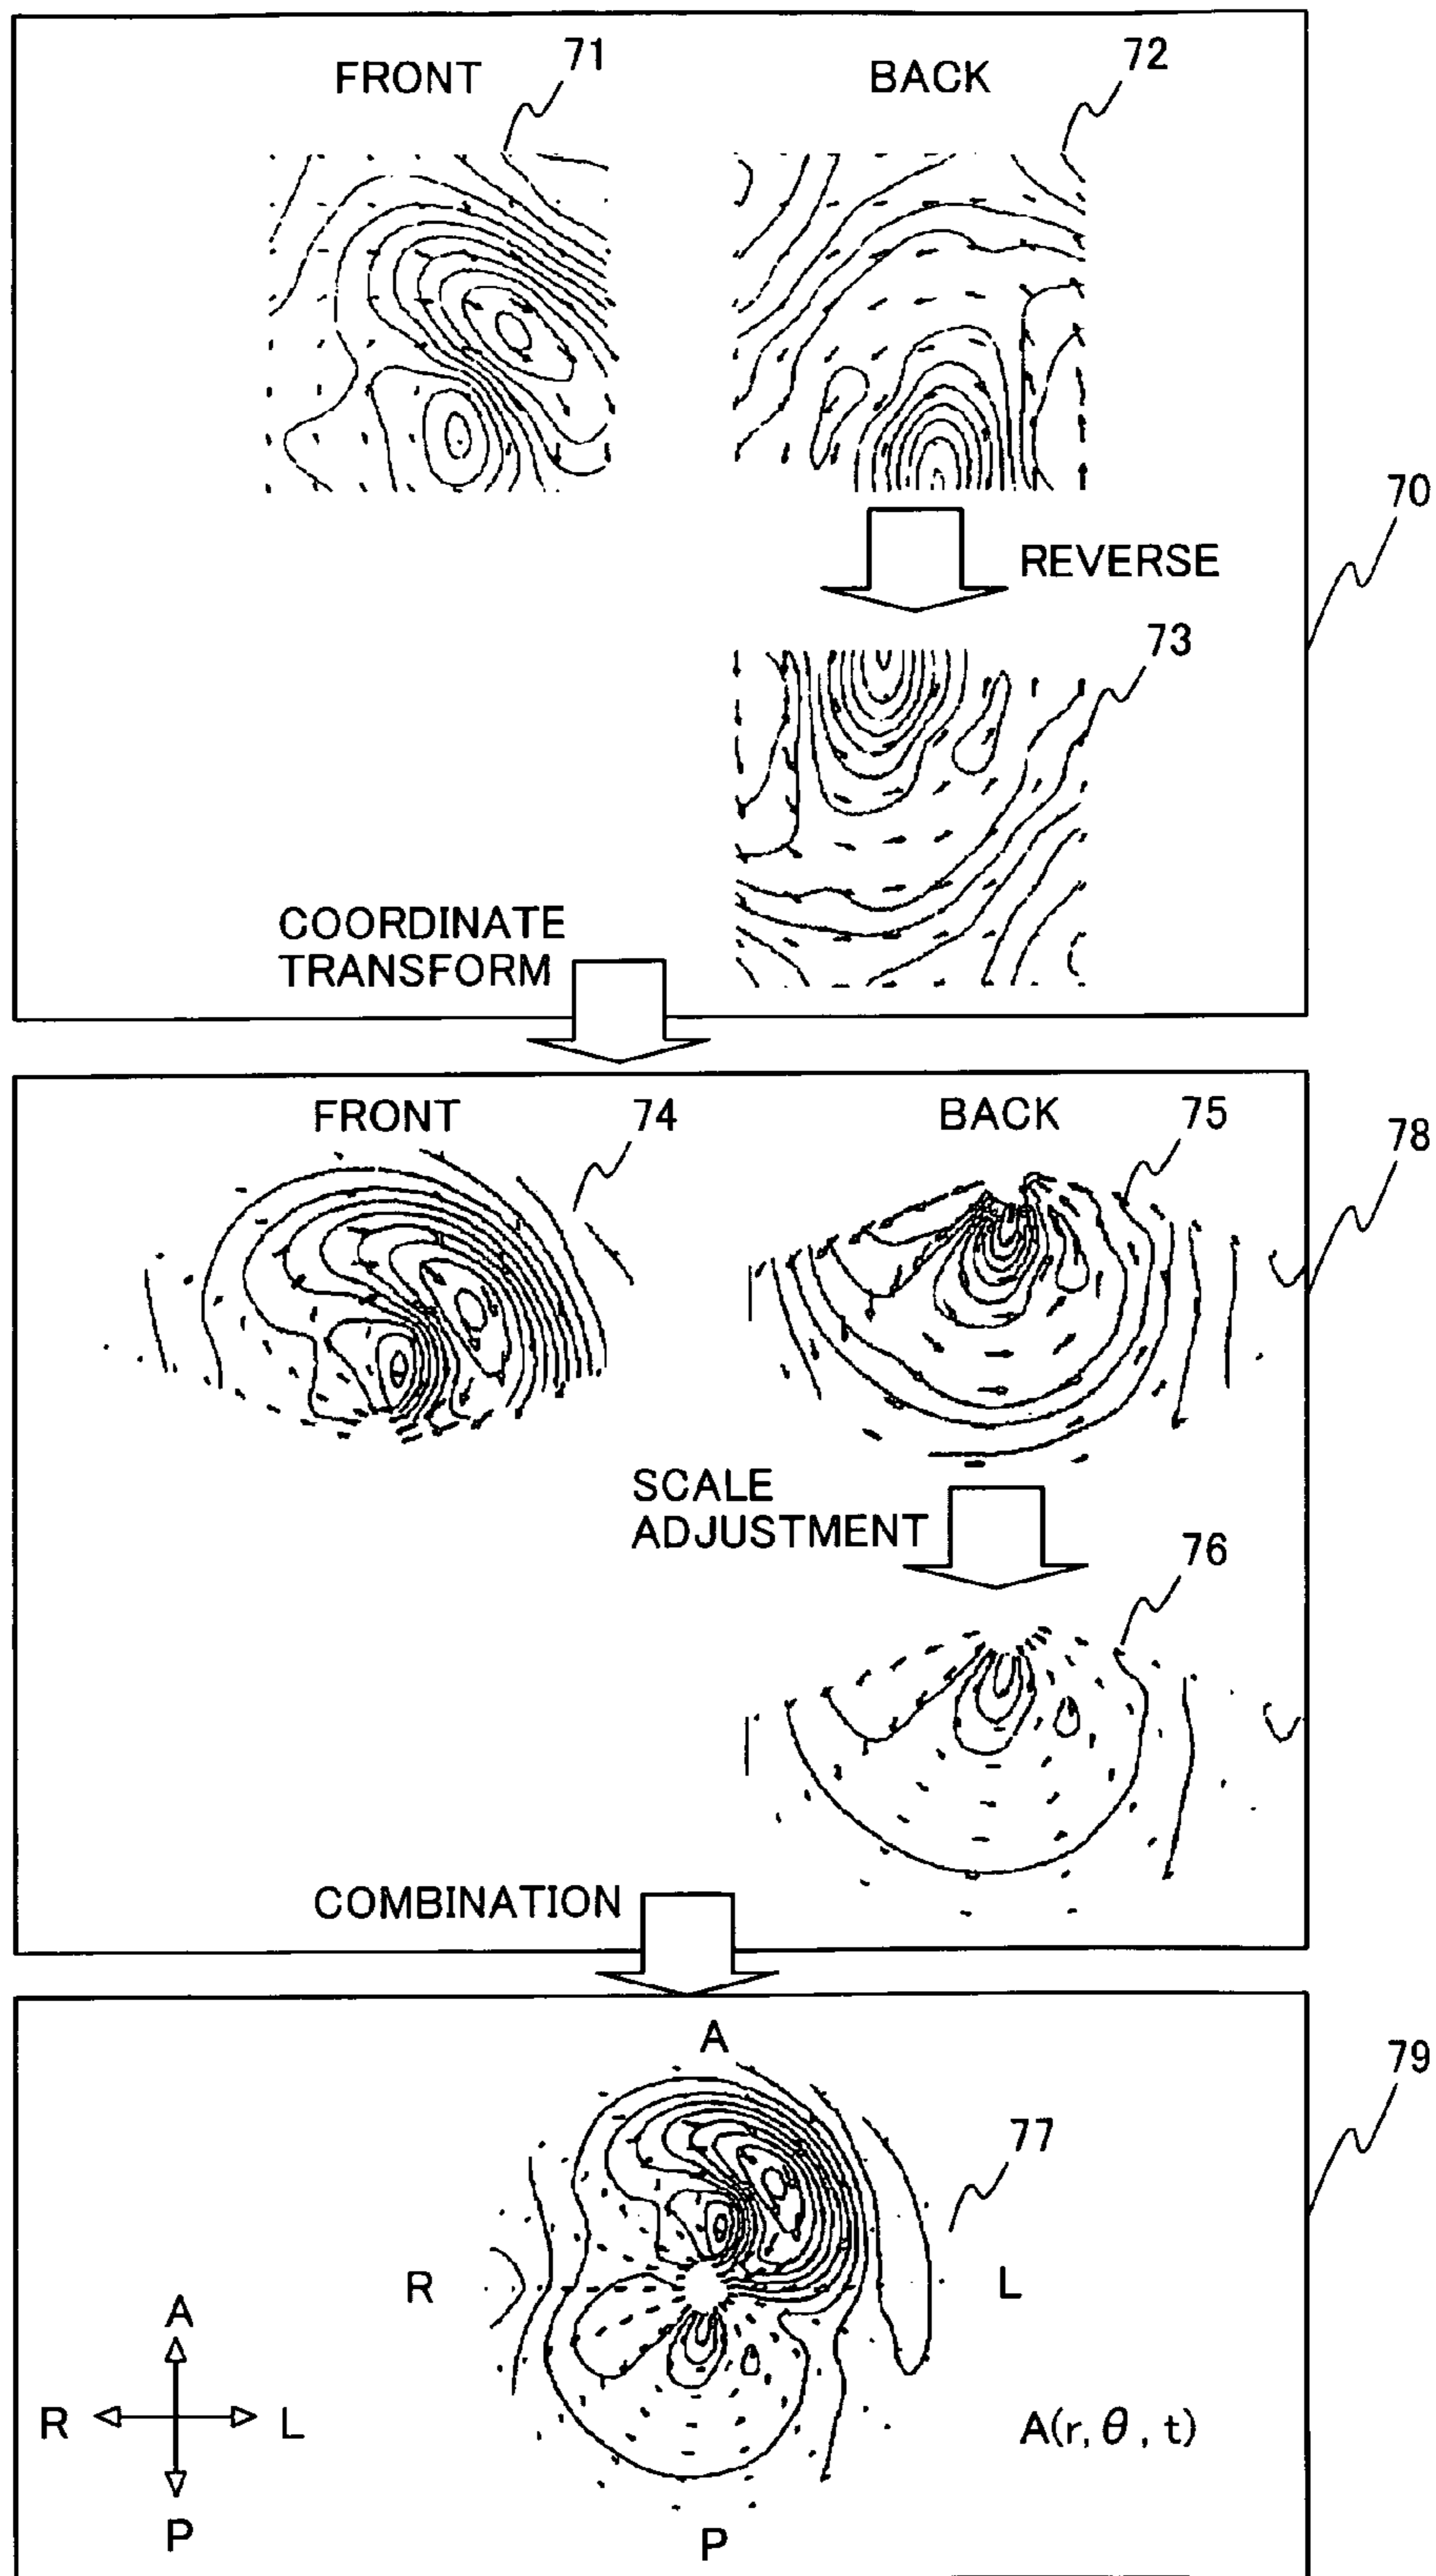 FRONT
71
BACK
72
70
REVERSE
73
COORDINATE
TRANSFORM
FRONT
74
BACK
75
78
SCALE
ADJUSTMENT
76
COMBINATION
79
A
77
R
L
A
R
L
P
A(r, θ, t)
P